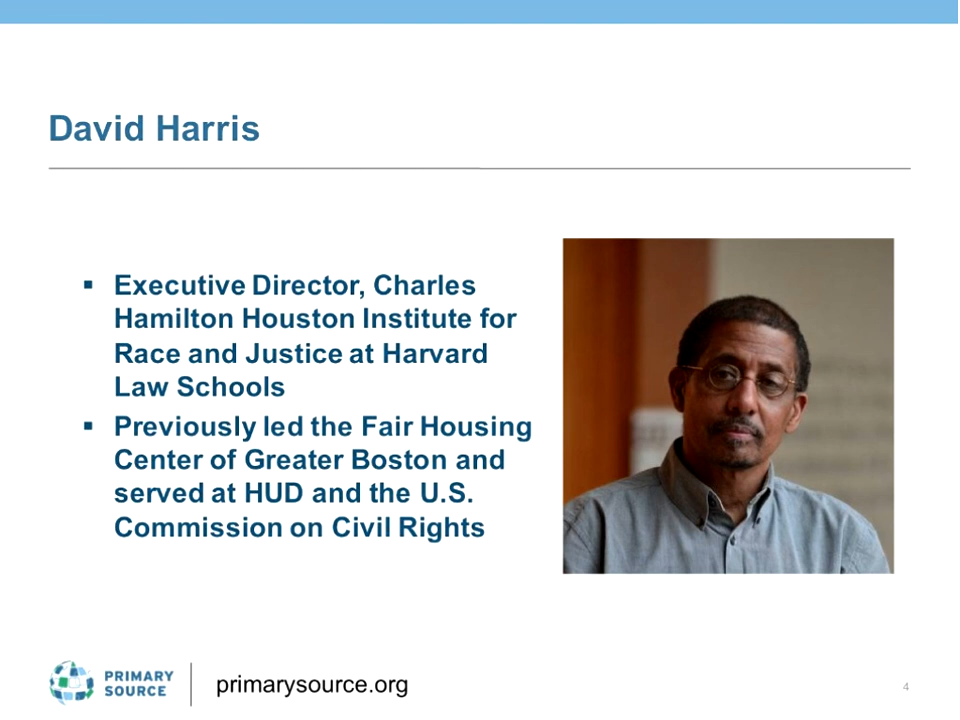 David Harris
▪ Executive Director, Charles
Hamilton Houston Institute for
Race and Justice at Harvard
Law Schools
▪ Previously led the Fair Housing
Center of Greater Boston and
served at HUD and the U.S.
Commission on Civil Rights
PRIMARY
SOURCE
primarysource.org
4